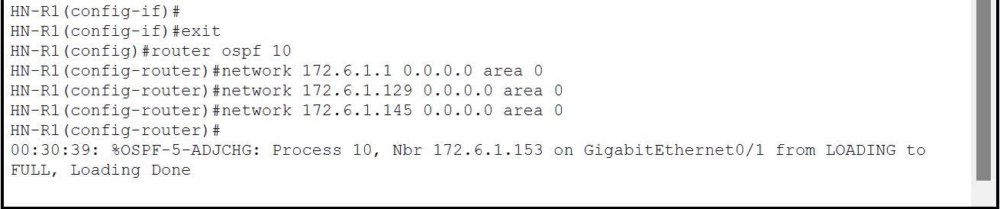 HN-R1(config-if)#
HN-R1(config-if)#exit
HN-R1(config)#router ospf 10
HN-R1(config-router)#network 172.6.1.1 0.0.0.0 area 0
HN-R1(config-router)#network 172.6.1.129 0.0.0.0 area 0
HN-R1(config-router)#network 172.6.1.145 0.0.0.0 area 0
HN-R1(config-router)#
00:30:39: %OSPF-5-ADJCHG: Process 10, Nbr 172.6.1.153 on GigabitEthernet0/1 from LOADING to
FULL, Loading Done